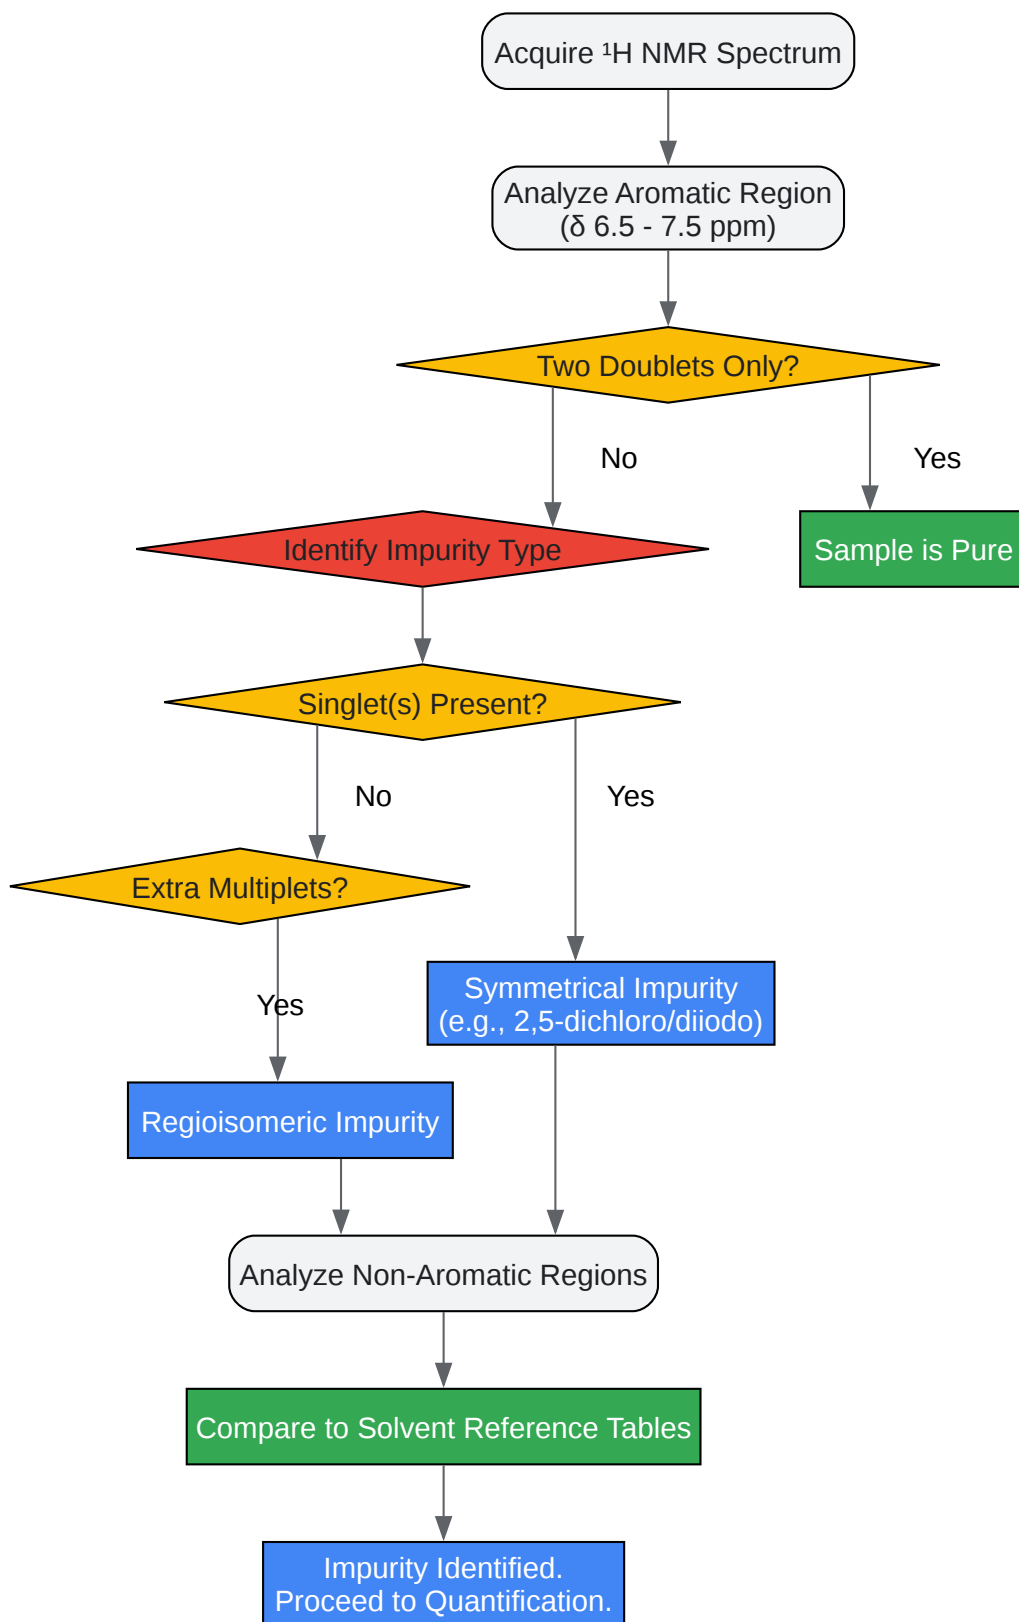 Acquire ¹H NMR Spectrum
Analyze Aromatic Region
(δ 6.5 - 7.5 ppm)
Two Doublets Only?
No
Yes
Identify Impurity Type
Sample is Pure
Singlet(s) Present?
No
Yes
Extra Multiplets?
Symmetrical Impurity
(e.g., 2,5-dichloro/diiodo)
Yes
Regioisomeric Impurity
Analyze Non-Aromatic Regions
Compare to Solvent Reference Tables
Impurity Identified.
Proceed to Quantification.